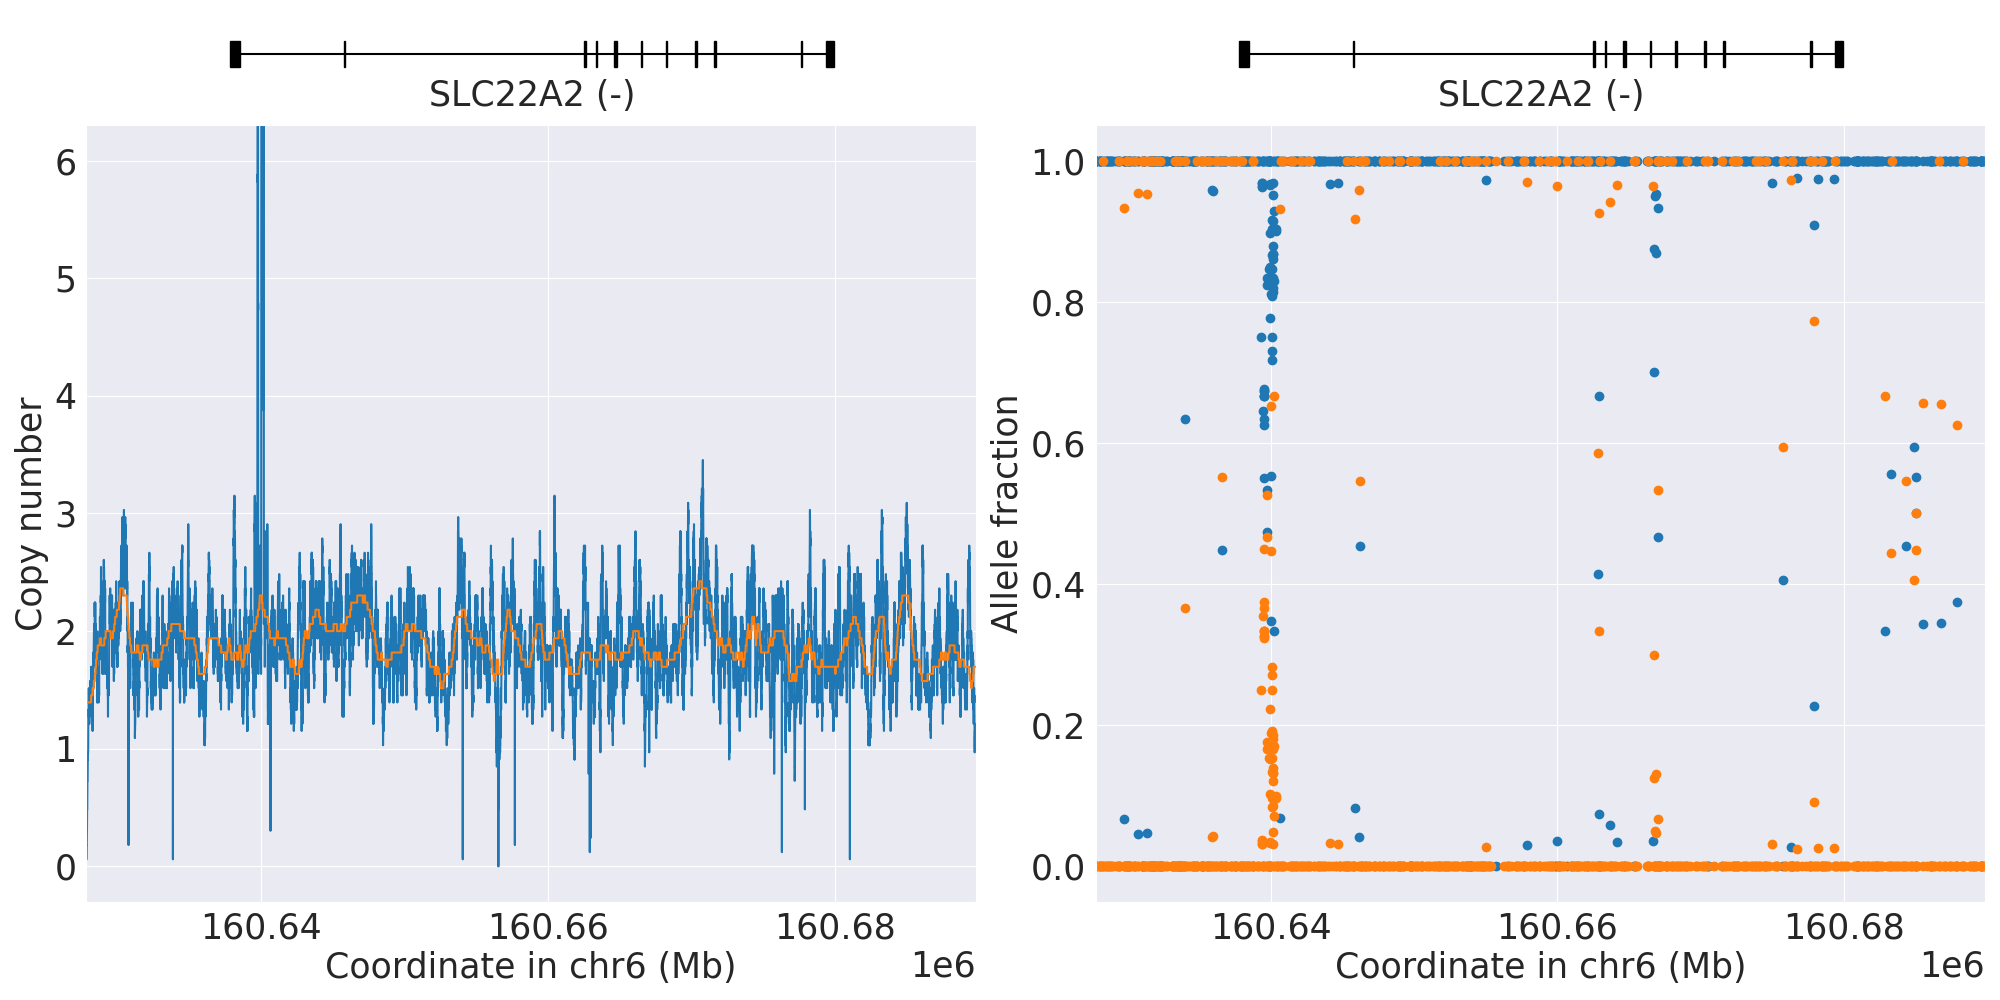 SLC22A2 (-)
6
5
4
3
2
1
0
Copy number
160.64 160.66 160.68
Coordinate in chr6 (Mb) 1e6
SLC22A2 (-)
1.0
0.8
0.6
0.4
0.2
0.0
Allele fraction
160.64 160.66 160.68
Coordinate in chr6 (Mb) 1e6